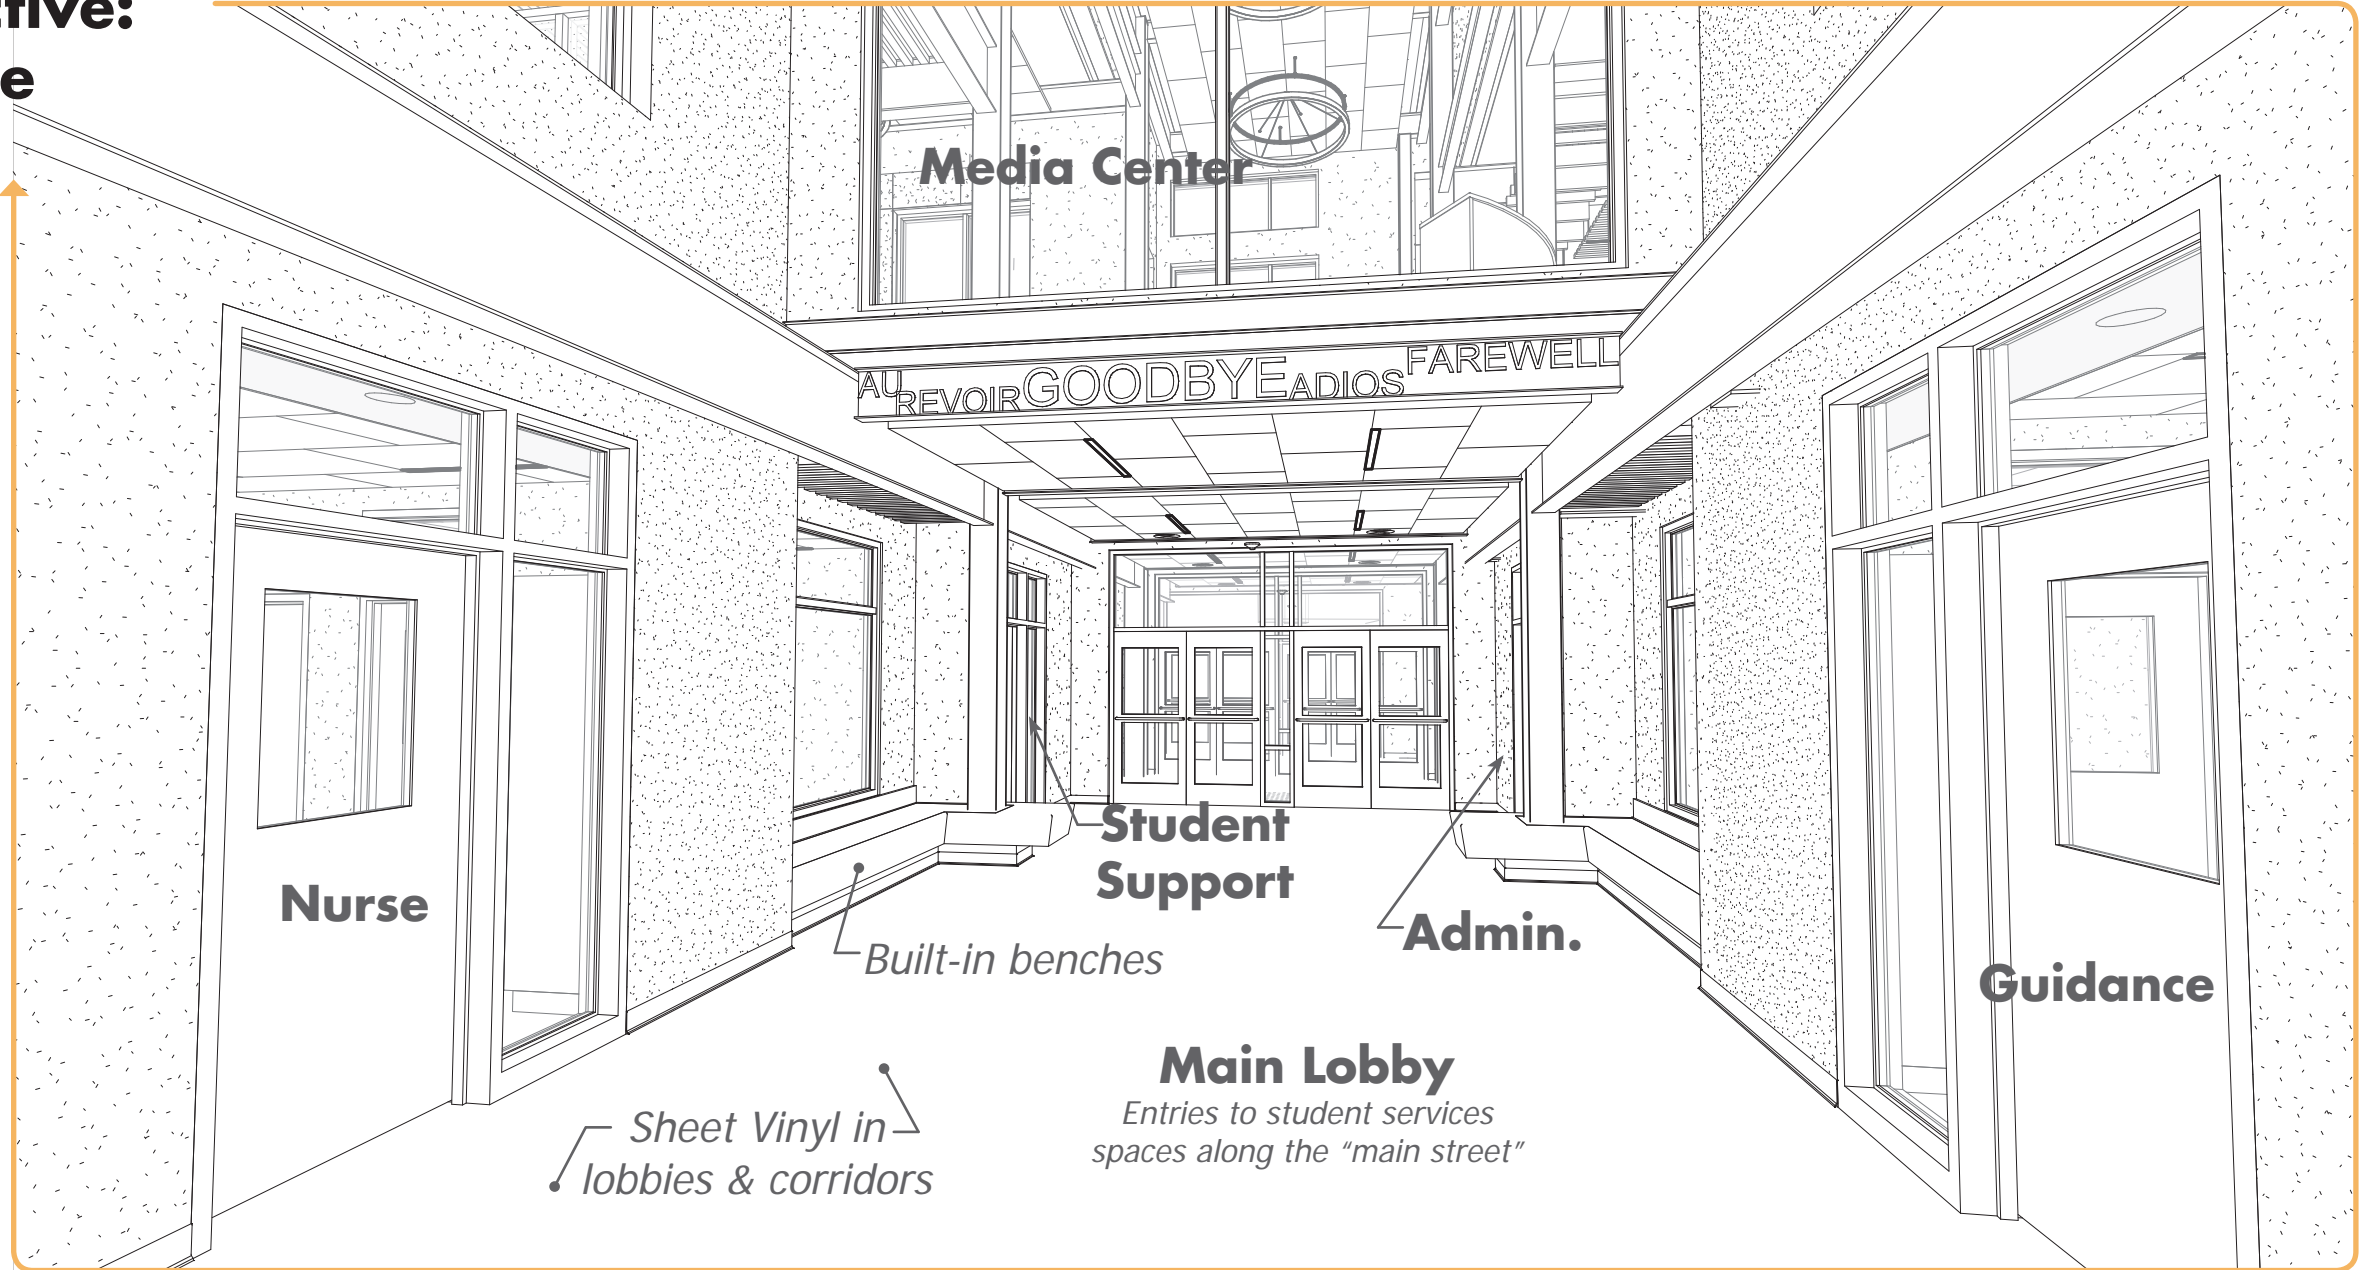 e
Media Center
AU REVOIR GOODBYE ADIOS FAREWELL
Student
Support
Nurse
Admin.
Built-in benches
Guidance
Main Lobby
Entries to student services
spaces along the “main street”
Sheet Vinyl in
lobbies & corridors